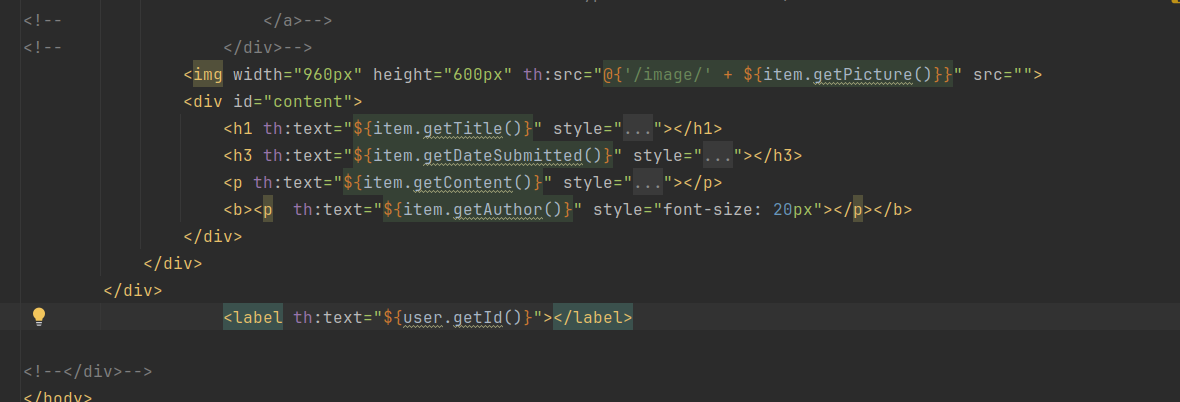 <!--                    </a>-->
<!--                </div>-->
                <img width="960px" height="600px" th:src="@{'/image/' + ${item.getPicture()}}" src="">
                <div id="content">
                    <h1 th:text="${item.getTitle()}" style="..."></h1>
                    <h3 th:text="${item.getDateSubmitted()}" style="..."></h3>
                    <p th:text="${item.getContent()}" style="..."></p>
                    <b><p  th:text="${item.getAuthor()}" style="font-size: 20px"></p></b>
                </div>
            </div>
        </div>
                    <label th:text="${user.getId()}"></label>
<!--</div>-->
</body>